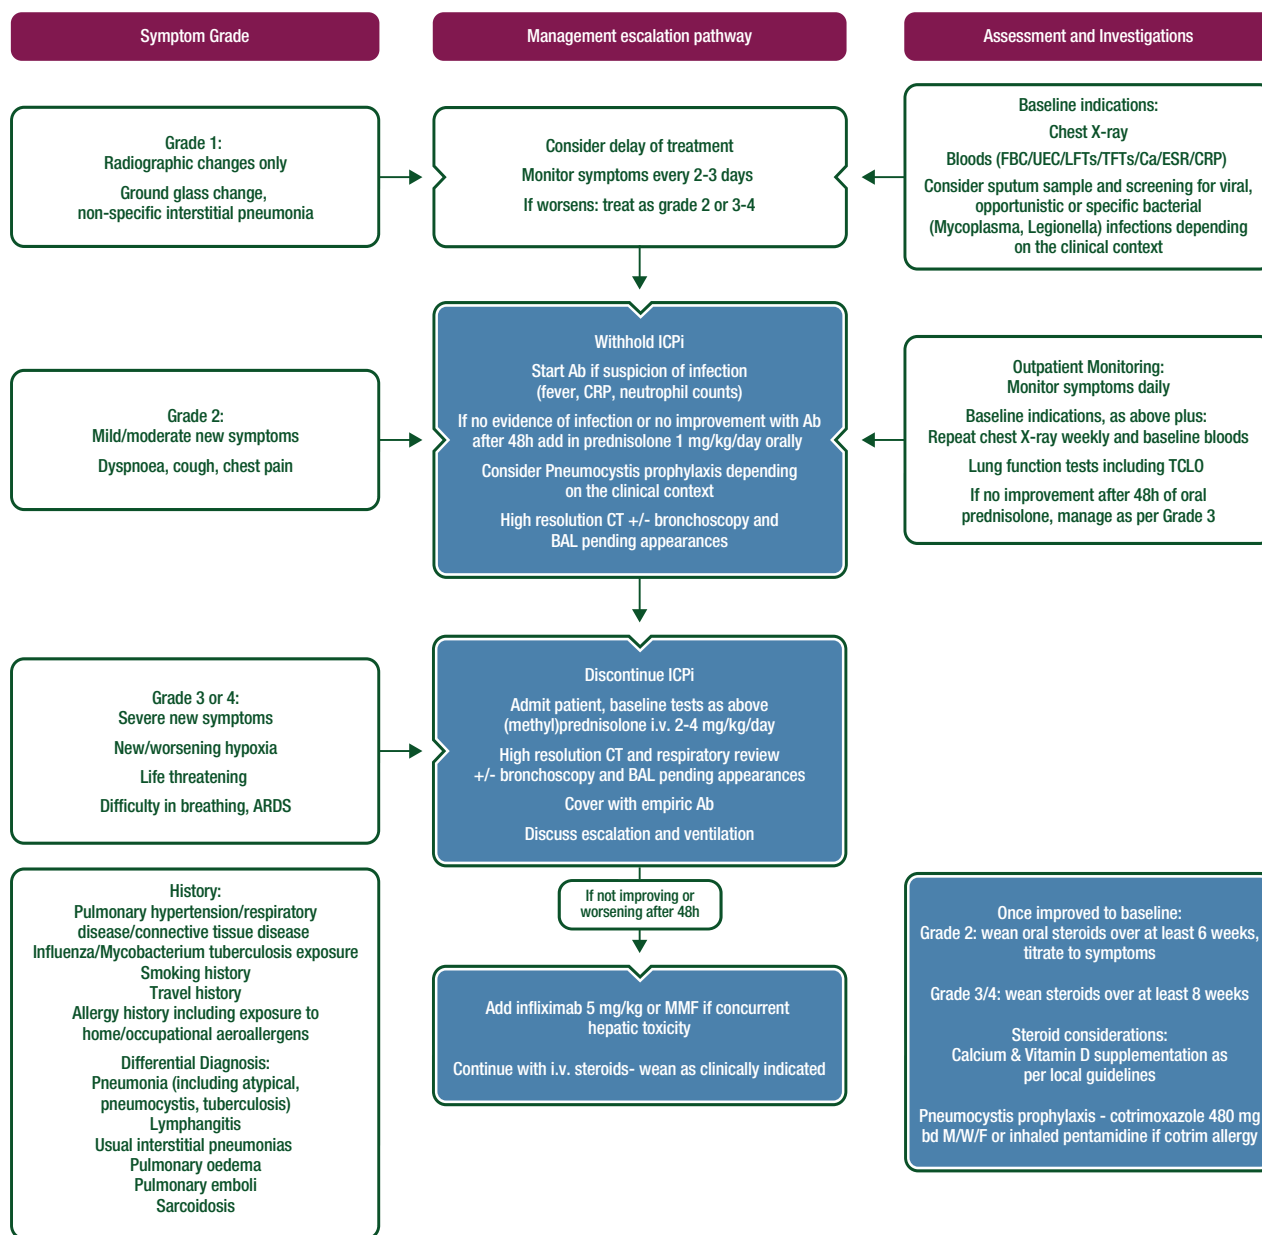 Symptom Grade
Management escalation pathway
Assessment and Investigations
Grade 1:
Radiographic changes only
Ground glass change,
non-specific interstitial pneumonia
Consider delay of treatment
Monitor symptoms every 2-3 days
If worsens: treat as grade 2 or 3-4
Baseline indications:
Chest X-ray
Bloods (FBC/UEC/LFTs/TFTs/Ca/ESR/CRP)
Consider sputum sample and screening for viral,
opportunistic or specific bacterial
(Mycoplasma, Legionella) infections depending
on the clinical context
Grade 2:
Mild/moderate new symptoms
Dyspnoea, cough, chest pain
Withhold ICPi
Start Ab if suspicion of infection
(fever, CRP, neutrophil counts)
If no evidence of infection or no improvement with Ab
after 48h add in prednisolone 1 mg/kg/day orally
Consider Pneumocystis prophylaxis depending
on the clinical context
High resolution CT +/- bronchoscopy and
BAL pending appearances
Outpatient Monitoring:
Monitor symptoms daily
Baseline indications, as above plus:
Repeat chest X-ray weekly and baseline bloods
Lung function tests including TCLO
If no improvement after 48h of oral
prednisolone, manage as per Grade 3
Grade 3 or 4:
Severe new symptoms
New/worsening hypoxia
Life threatening
Difficulty in breathing, ARDS
Discontinue ICPi
Admit patient, baseline tests as above
(methyl)prednisolone i.v. 2-4 mg/kg/day
High resolution CT and respiratory review
+/- bronchoscopy and BAL pending appearances
Cover with empiric Ab
Discuss escalation and ventilation
If not improving or
worsening after 48h
Add infliximab 5 mg/kg or MMF if concurrent
hepatic toxicity
Continue with i.v. steroids- wean as clinically indicated
History:
Pulmonary hypertension/respiratory
disease/connective tissue disease
Influenza/Mycobacterium tuberculosis exposure
Smoking history
Travel history
Allergy history including exposure to
home/occupational aeroallergens
Differential Diagnosis:
Pneumonia (including atypical,
pneumocystis, tuberculosis)
Lymphangitis
Usual interstitial pneumonias
Pulmonary oedema
Pulmonary emboli
Sarcoidosis
Once improved to baseline:
Grade 2: wean oral steroids over at least 6 weeks,
titrate to symptoms
Grade 3/4: wean steroids over at least 8 weeks
Steroid considerations:
Calcium & Vitamin D supplementation as
per local guidelines
Pneumocystis prophylaxis - cotrimoxazole 480 mg
bd M/W/F or inhaled pentamidine if cotrim allergy